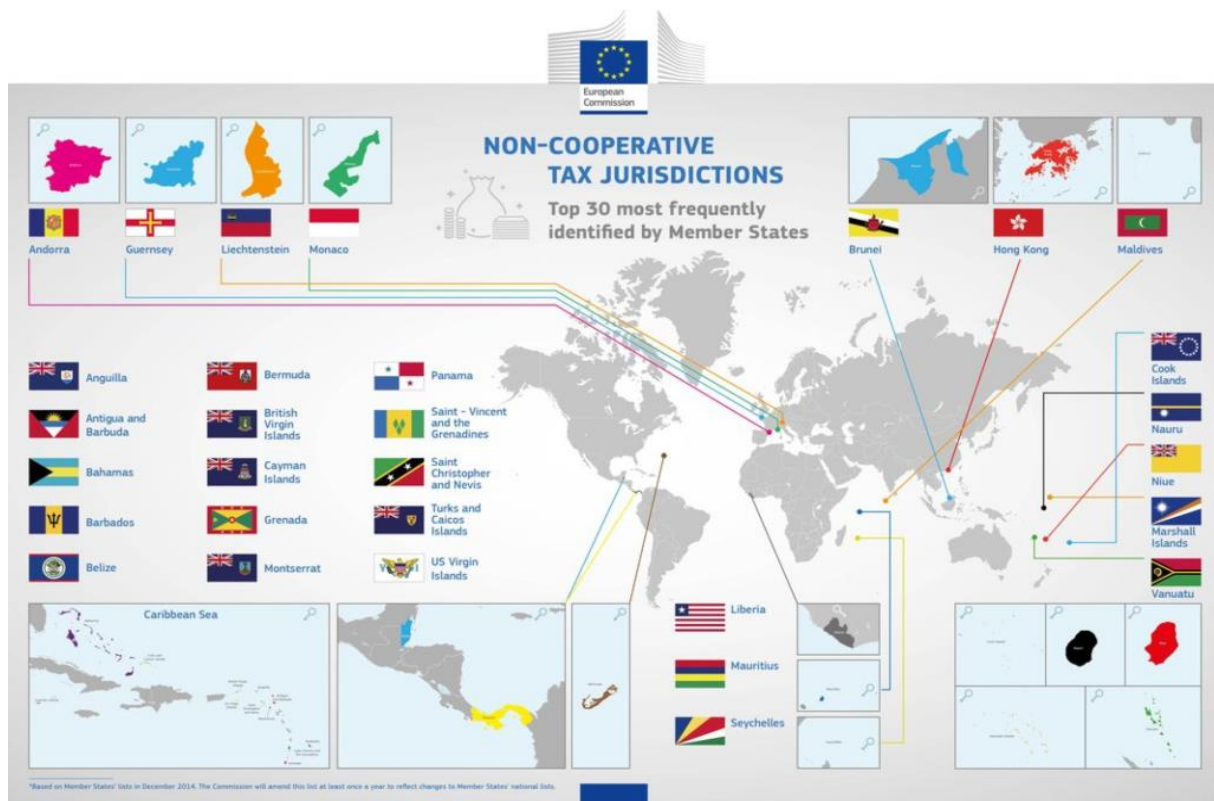 European
Commission
NON-COOPERATIVE
TAX JURISDICTIONS
Top 30 most frequently
identified by Member States
Andorra
Guernsey
Liechtenstein
Monaco
Brunei
Hong Kong
Maldives
Anguilla
Antigua and
Barbuda
Bahamas
Barbados
Belize
Bermuda
British
Virgin
Islands
Cayman
Islands
Grenada
Montserrat
Panama
Saint - Vincent
and the
Grenadines
Saint
Christopher
and Nevis
Turks and
Caicos
Islands
US Virgin
Islands
Cook
Islands
Nauru
Niue
Marshall
Islands
Vanuatu
Caribbean Sea
Liberia
Mauritius
Seychelles
*Based on Member States' lists in December 2014. The Commission will amend this list at least once a year to reflect changes to Member States' national lists.